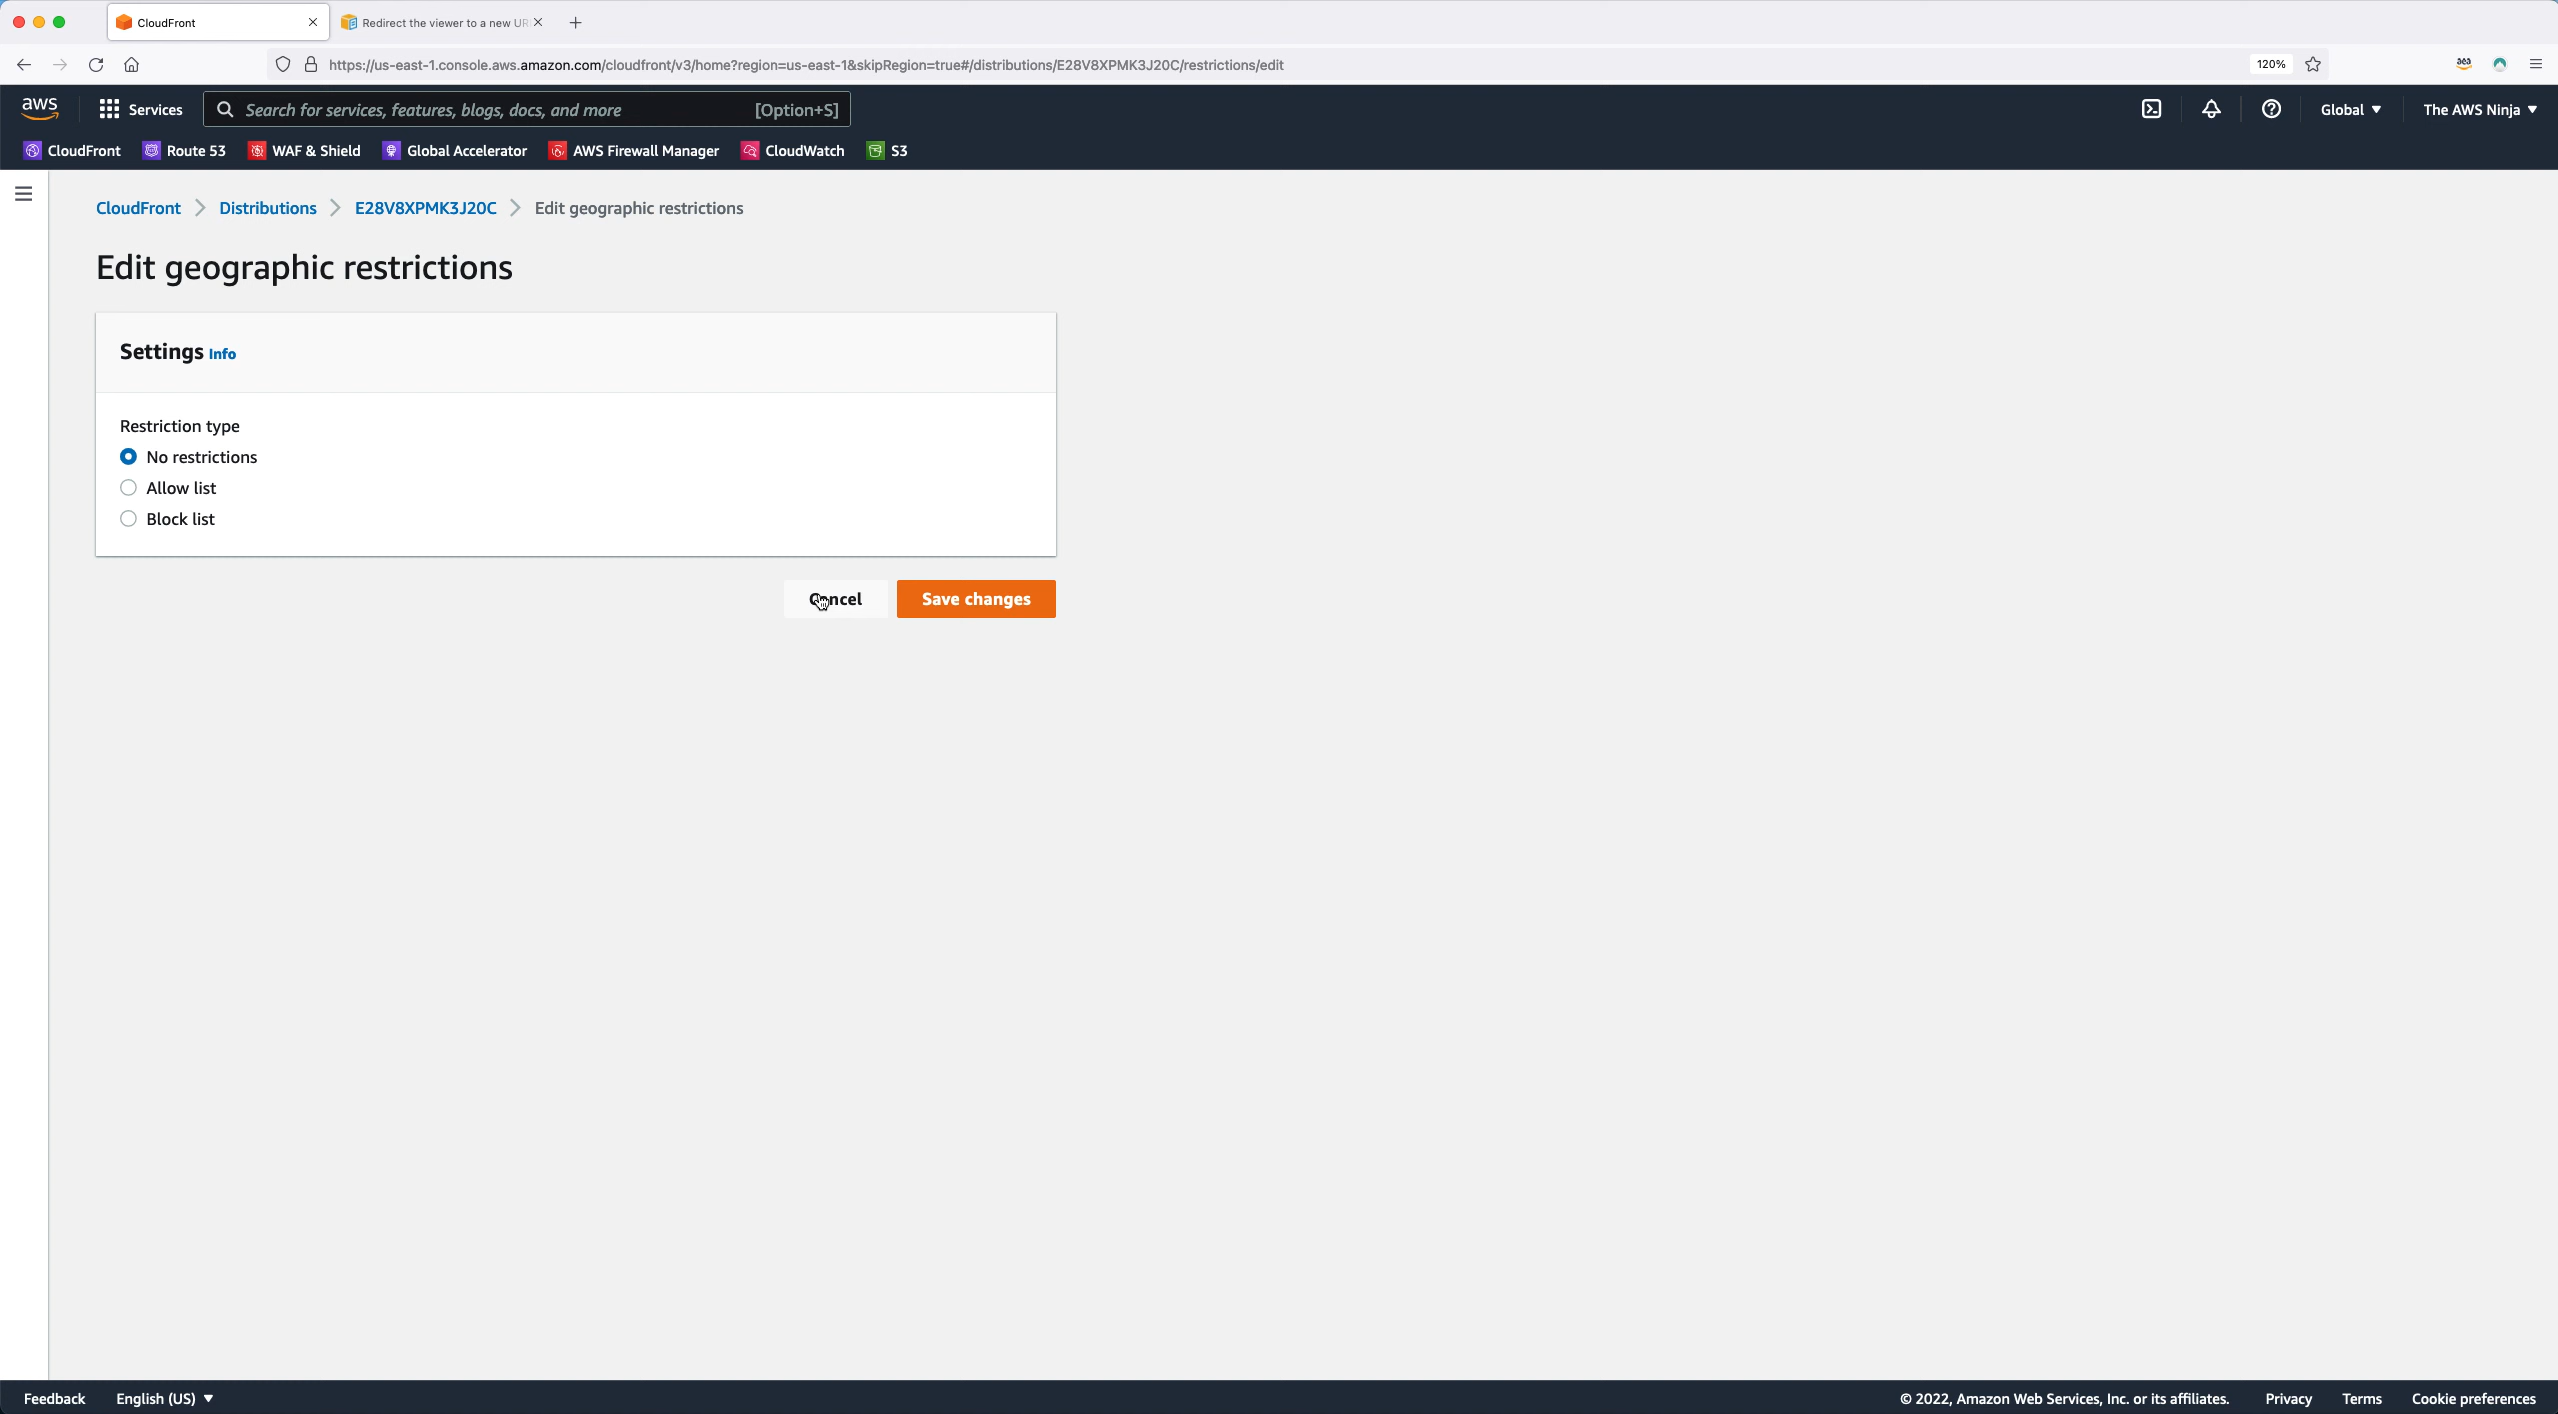 CloudFront
Redirect the viewer to a new UR
https://us-east-1.console.aws.amazon.com/cloudfront/v3/home?region=us-east-1&skipRegion=true#/distributions/E28V8XPMK3J20C/restrictions/edit
120%
aws
Services
Search for services, features, blogs, docs, and more
[Option+S]
Global
The AWS Ninja
CloudFront
Route 53
WAF & Shield
Global Accelerator
AWS Firewall Manager
CloudWatch
S3
CloudFront
Distributions
E28V8XPMK3J20C
Edit geographic restrictions
Edit geographic restrictions
Settings Info
Restriction type
No restrictions
Allow list
Block list
Cancel
Save changes
Feedback
English (US)
© 2022, Amazon Web Services, Inc. or its affiliates.
Privacy
Terms
Cookie preferences